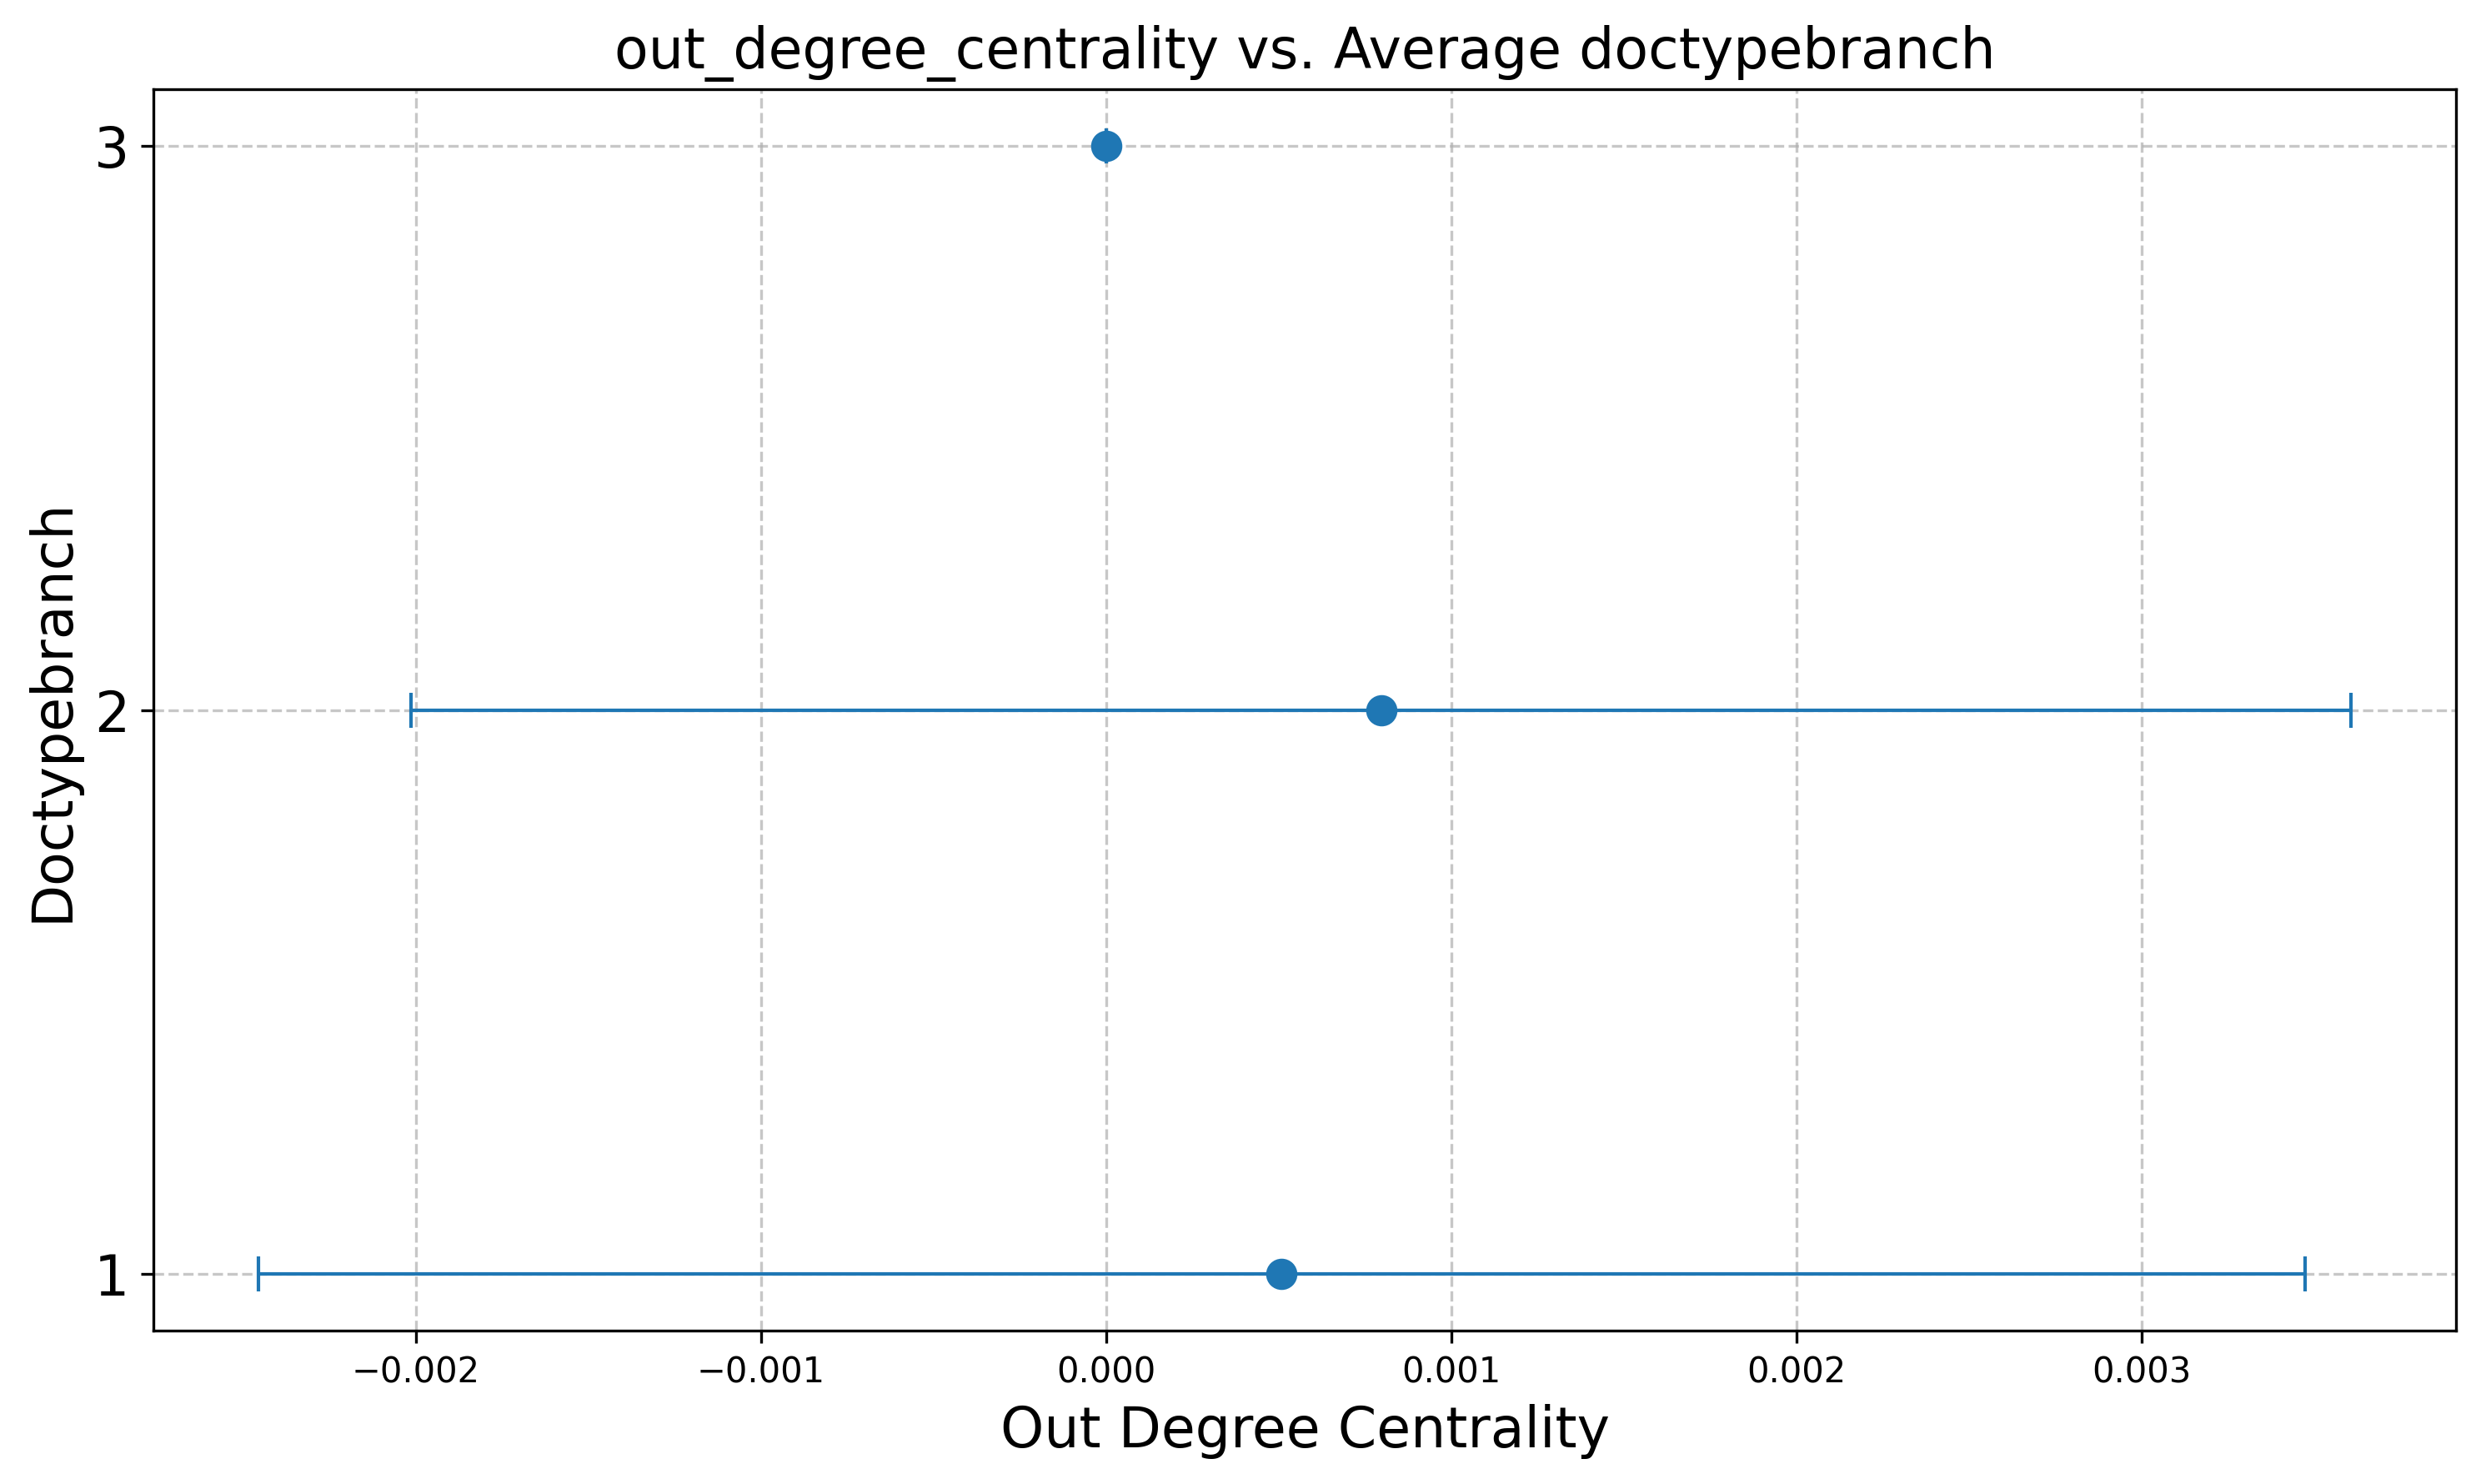 out_degree_centrality vs. Average doctypebranch
3
2
1
Doctypebranch
−0.002 −0.001 0.000 0.001 0.002 0.003
Out Degree Centrality